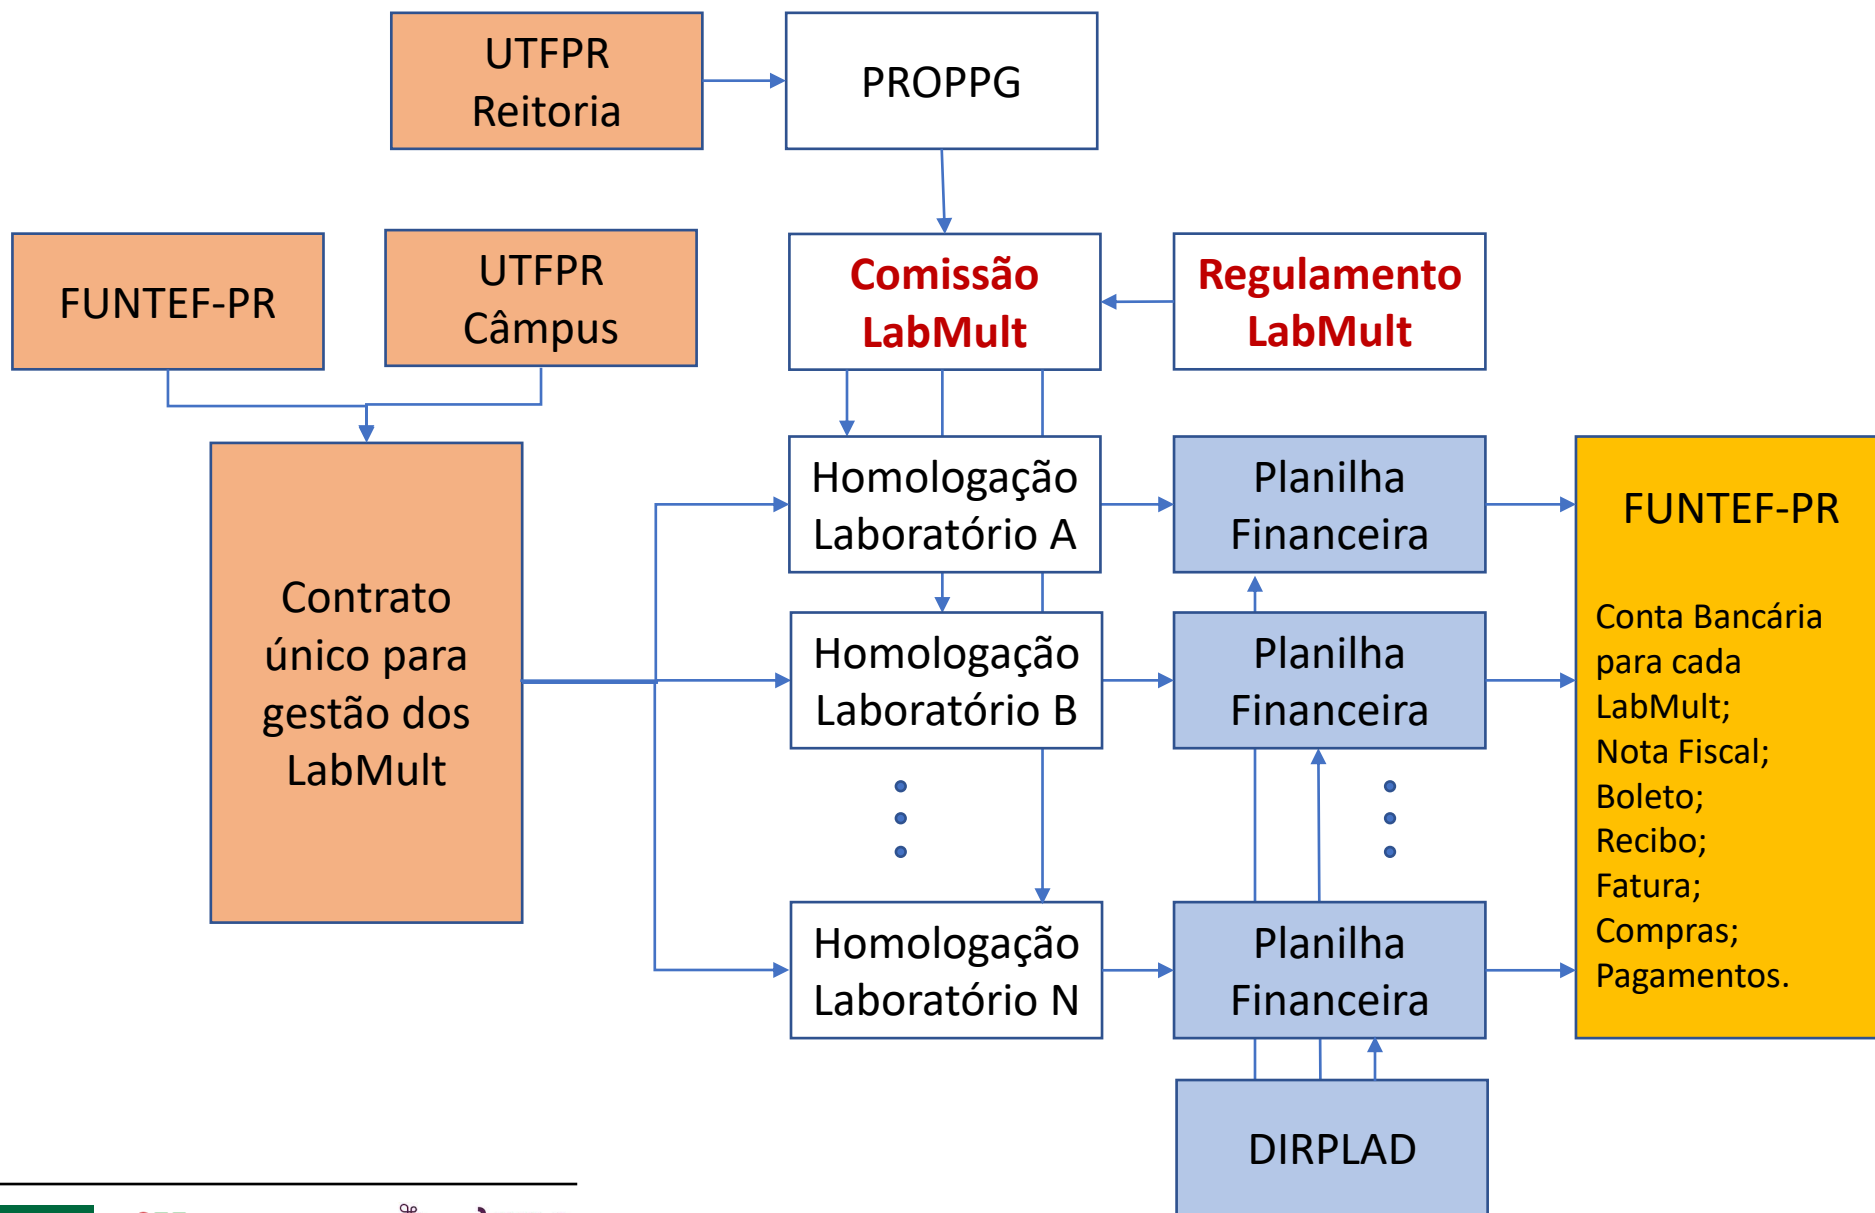 UTFPR
Reitoria
PROPPG
FUNTEF-PR
UTFPR
Câmpus
Comissão
LabMult
Regulamento
LabMult
Contrato
único para
gestão dos
LabMult
Homologação
Laboratório A
Planilha
Financeira
Homologação
Laboratório B
Planilha
Financeira
Homologação
Laboratório N
Planilha
Financeira
FUNTEF-PR
Conta Bancária
para cada
LabMult;
Nota Fiscal;
Boleto;
Recibo;
Fatura;
Compras;
Pagamentos.
DIRPLAD